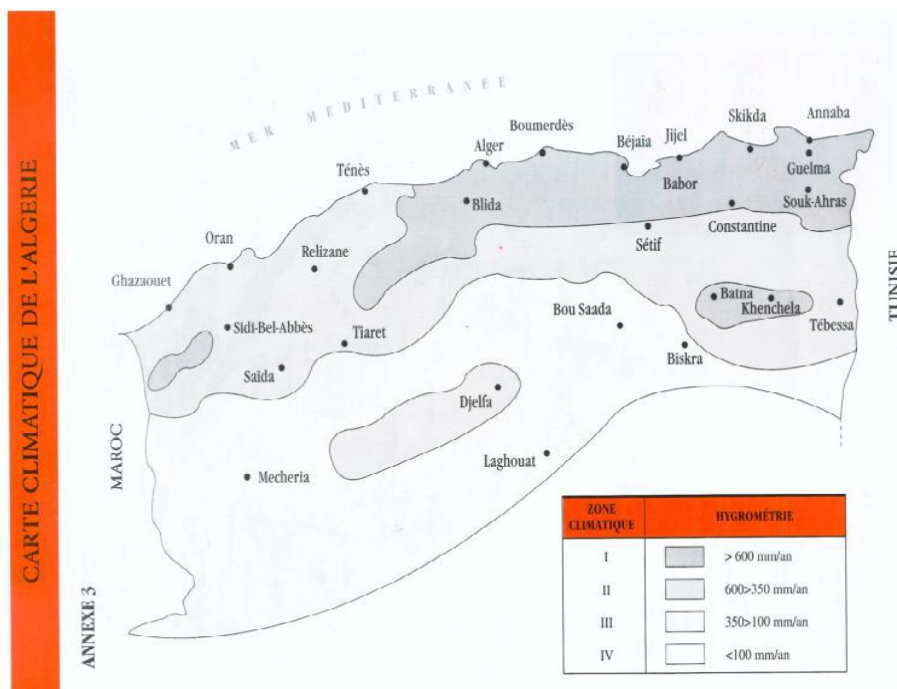 CARTE CLIMATIQUE DE L'ALGERIE
ANNEXE 3
MER MEDITERRANEE
Annaba
Skikda
Jijel
Boumerdès
Béjaïa
Alger
Guelma
Ténès
Babor
Souk-Ahras
Blida
Constantine
Oran
Sétif
Relizane
Ghazaouet
Batna
Khenchela
Bou Saada
Tébessa
Sidi-Bel-Abbès
Tiaret
Biskra
Saïda
Djelfa
Laghouat
Mecheria
MAROC
TUNISIE
ZONE
CLIMATIQUE
HYGROMÉTRIE
I > 600 mm/an
II 600>350 mm/an
III 350>100 mm/an
IV <100 mm/an